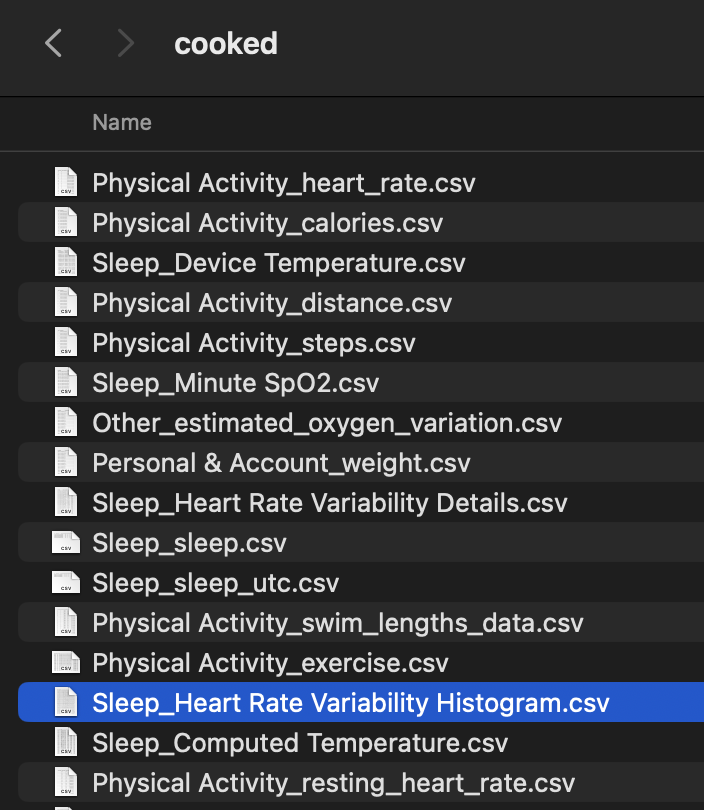 cooked
Name
Physical Activity_heart_rate.csv
Physical Activity_calories.csv
Sleep_Device Temperature.csv
Physical Activity_distance.csv
Physical Activity_steps.csv
Sleep_Minute SpO2.csv
Other_estimated_oxygen_variation.csv
Personal & Account_weight.csv
Sleep_Heart Rate Variability Details.csv
Sleep_sleep.csv
Sleep_sleep_utc.csv
Physical Activity_swim_lengths_data.csv
Physical Activity_exercise.csv
Sleep_Heart Rate Variability Histogram.csv
Sleep_Computed Temperature.csv
Physical Activity_resting_heart_rate.csv